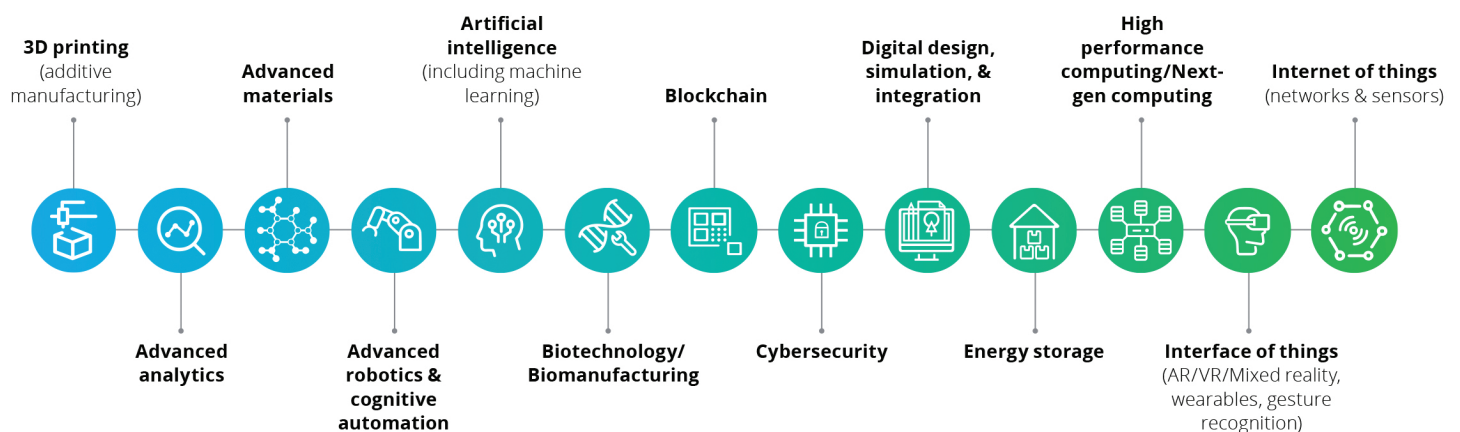 3D printing
(additive
manufacturing)
Advanced
analytics
Advanced
materials
Advanced
robotics &
cognitive
automation
Artificial
intelligence
(including machine
learning)
Biotechnology/
Biomanufacturing
Blockchain
Cybersecurity
Digital design,
simulation, &
integration
Energy storage
High
performance
computing/Next-
gen computing
Interface of things
(AR/VR/Mixed reality,
wearables, gesture
recognition)
Internet of things
(networks & sensors)